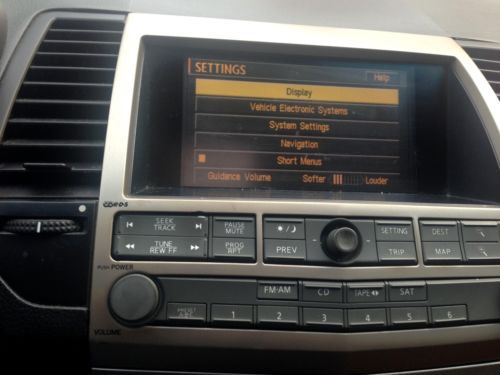 SETTINGS
Help
Display
Vehicle Electronic Systems
System Settings
Navigation
Short Menus
Guidance Volume Softer Louder
SEEK
TRACK
TUNE
REW FF
PAUSE
MUTE
PROG
RPT
PREV
SETTING
TRIP
DEST
MAP
PUSH POWER
VOLUME
FM·AM
CD
TAPE
SAT
1
2
3
4
5
6